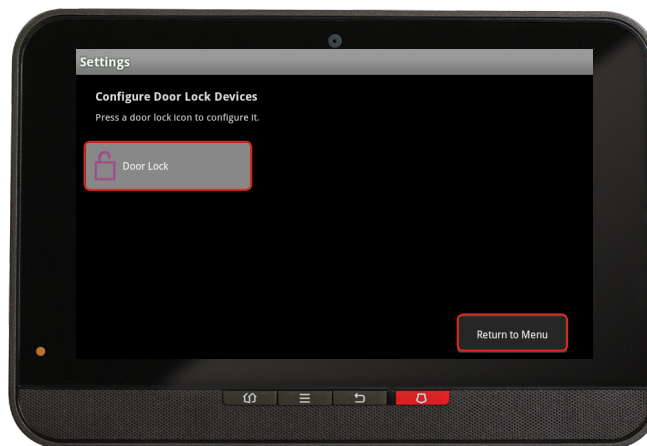 Settings
Configure Door Lock Devices
Press a door lock icon to configure it.
Door Lock
Return to Menu